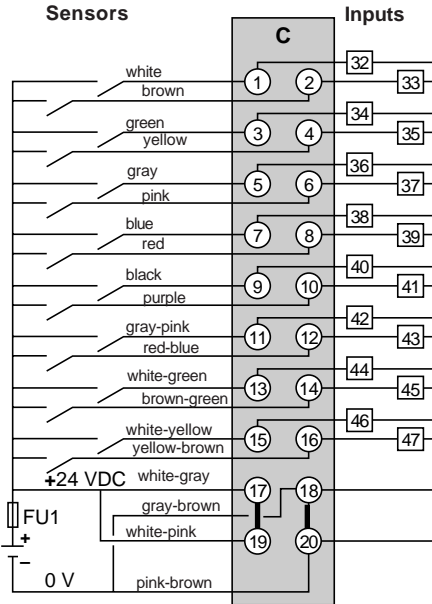 Sensors
Inputs
C
white
1
2
32
brown
33
green
3
4
34
yellow
35
gray
5
6
36
pink
37
blue
7
8
38
red
39
black
9
10
40
purple
41
gray-pink
11
12
42
red-blue
43
white-green
13
14
44
brown-green
45
white-yellow
15
16
46
yellow-brown
47
+24 VDC
white-gray
17
18
gray-brown
FU1
white-pink
19
20
+
–
0 V
pink-brown